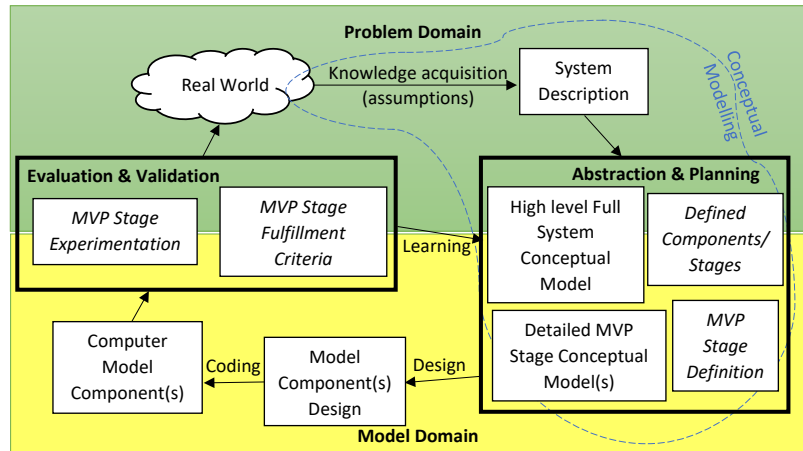 Problem Domain
Real World
Knowledge acquisition
(assumptions)
System
Description
Conceptual
Modelling
Evaluation & Validation
MVP Stage
Experimentation
MVP Stage
Fulfillment
Criteria
Learning
Abstraction & Planning
High level Full
System
Conceptual
Model
Defined
Components/
Stages
Detailed MVP
Stage Conceptual
Model(s)
MVP
Stage
Definition
Computer
Model
Component(s)
Coding
Model
Component(s)
Design
Design
Model Domain